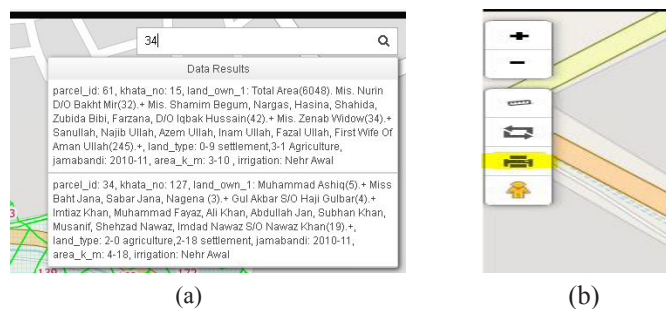 34
Data Results
parcel_id: 61, khata_no: 15, land_own_1: Total Area(6048). Mis. Nurin
D/O Bakht Mir(32).+ Mis. Shamim Begum, Nargas, Hasina, Shahida,
Zubida Bibi, Farzana, D/O Iqbak Hussain(42).+ Mis. Zenab Widow(34).+
Sanullah, Najib Ullah, Azem Ullah, Inam Ullah, Fazal Ullah, First Wife Of
Aman Ullah(245).+, land_type: 0-9 settlement,3-1 Agriculture,
jamabandi: 2010-11, area_k_m: 3-10 , irrigation: Nehr Awal
parcel_id: 34, khata_no: 127, land_own_1: Muhammad Ashiq(5).+ Miss
Baht Jana, Sabar Jana, Nagena (3).+ Gul Akbar S/O Haji Gulbar(4).+
Imtiaz Khan, Muhammad Fayaz, Ali Khan, Abdullah Jan, Subhan Khan,
Musanif, Shehzad Nawaz, Imdad Nawaz S/O Nawaz Khan(19).+,
land_type: 2-0 agriculture,2-18 settlement, jamabandi: 2010-11,
area_k_m: 4-18, irrigation: Nehr Awal
(a)
(b)